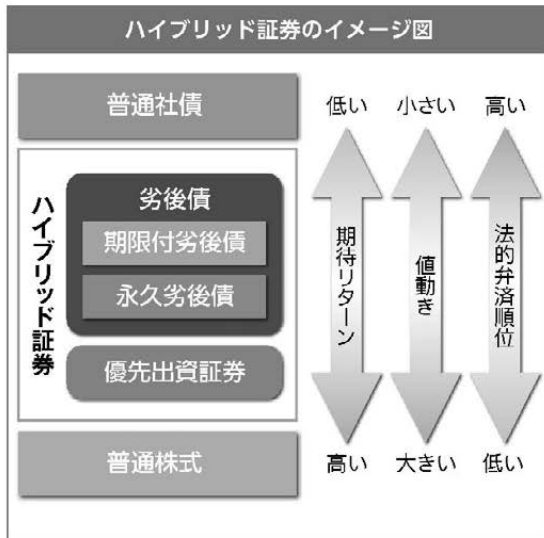 ハイブリッド証券のイメージ図
普通社債
低い 小さい 高い
ハイブリッド証券
劣後債
期限付劣後債
永久劣後債
優先出資証券
期待リターン
値動き
法的弁済順位
普通株式
高い 大きい 低い